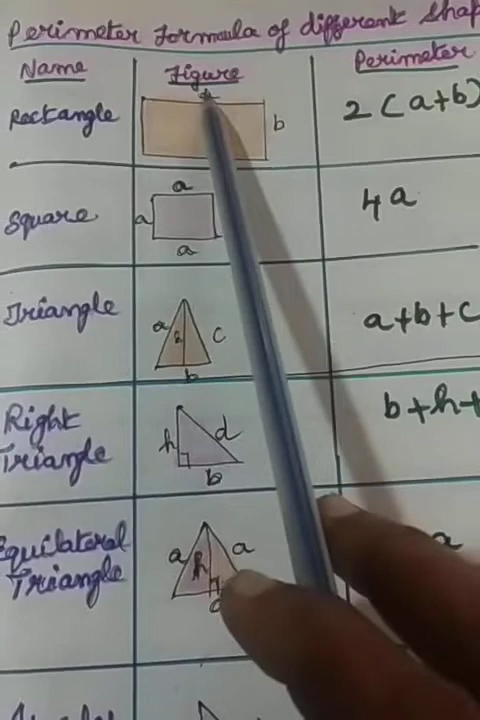 Perimeter Formula of different Shap
Name Figure Perimeter
Rectangle a b 2(a+b)
Square a a a 4a
Triangle a h c b a+b+c
Right Triangle h d b b+h+
Equilateral Triangle a h a a